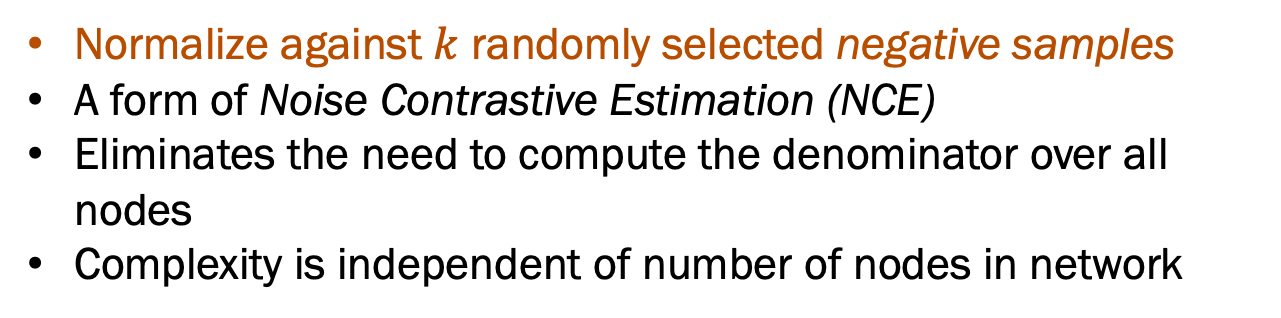 • Normalize against k randomly selected negative samples
• A form of Noise Contrastive Estimation (NCE)
• Eliminates the need to compute the denominator over all
nodes
• Complexity is independent of number of nodes in network